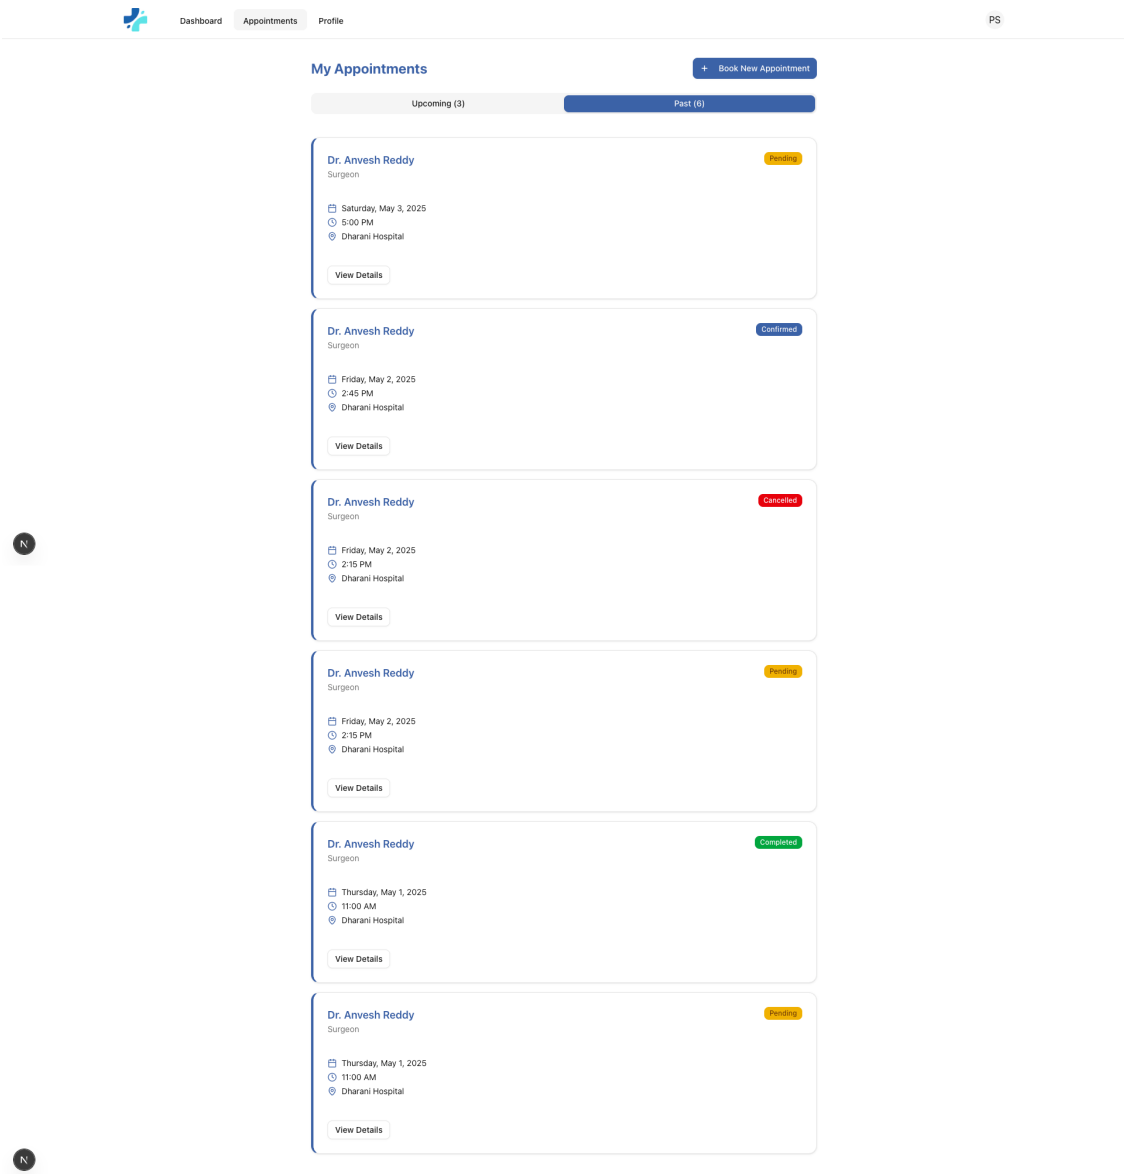 Dashboard Appointments Profile PS
My Appointments
+ Book New Appointment
Upcoming (3) Past (6)
Dr. Anvesh Reddy Pending
Surgeon
Saturday, May 3, 2025
5:00 PM
Dharani Hospital
View Details
Dr. Anvesh Reddy Confirmed
Surgeon
Friday, May 2, 2025
2:45 PM
Dharani Hospital
View Details
Dr. Anvesh Reddy Cancelled
Surgeon
Friday, May 2, 2025
2:15 PM
Dharani Hospital
View Details
N
Dr. Anvesh Reddy Pending
Surgeon
Friday, May 2, 2025
2:15 PM
Dharani Hospital
View Details
Dr. Anvesh Reddy Completed
Surgeon
Thursday, May 1, 2025
11:00 AM
Dharani Hospital
View Details
Dr. Anvesh Reddy Pending
Surgeon
Thursday, May 1, 2025
11:00 AM
Dharani Hospital
View Details
N